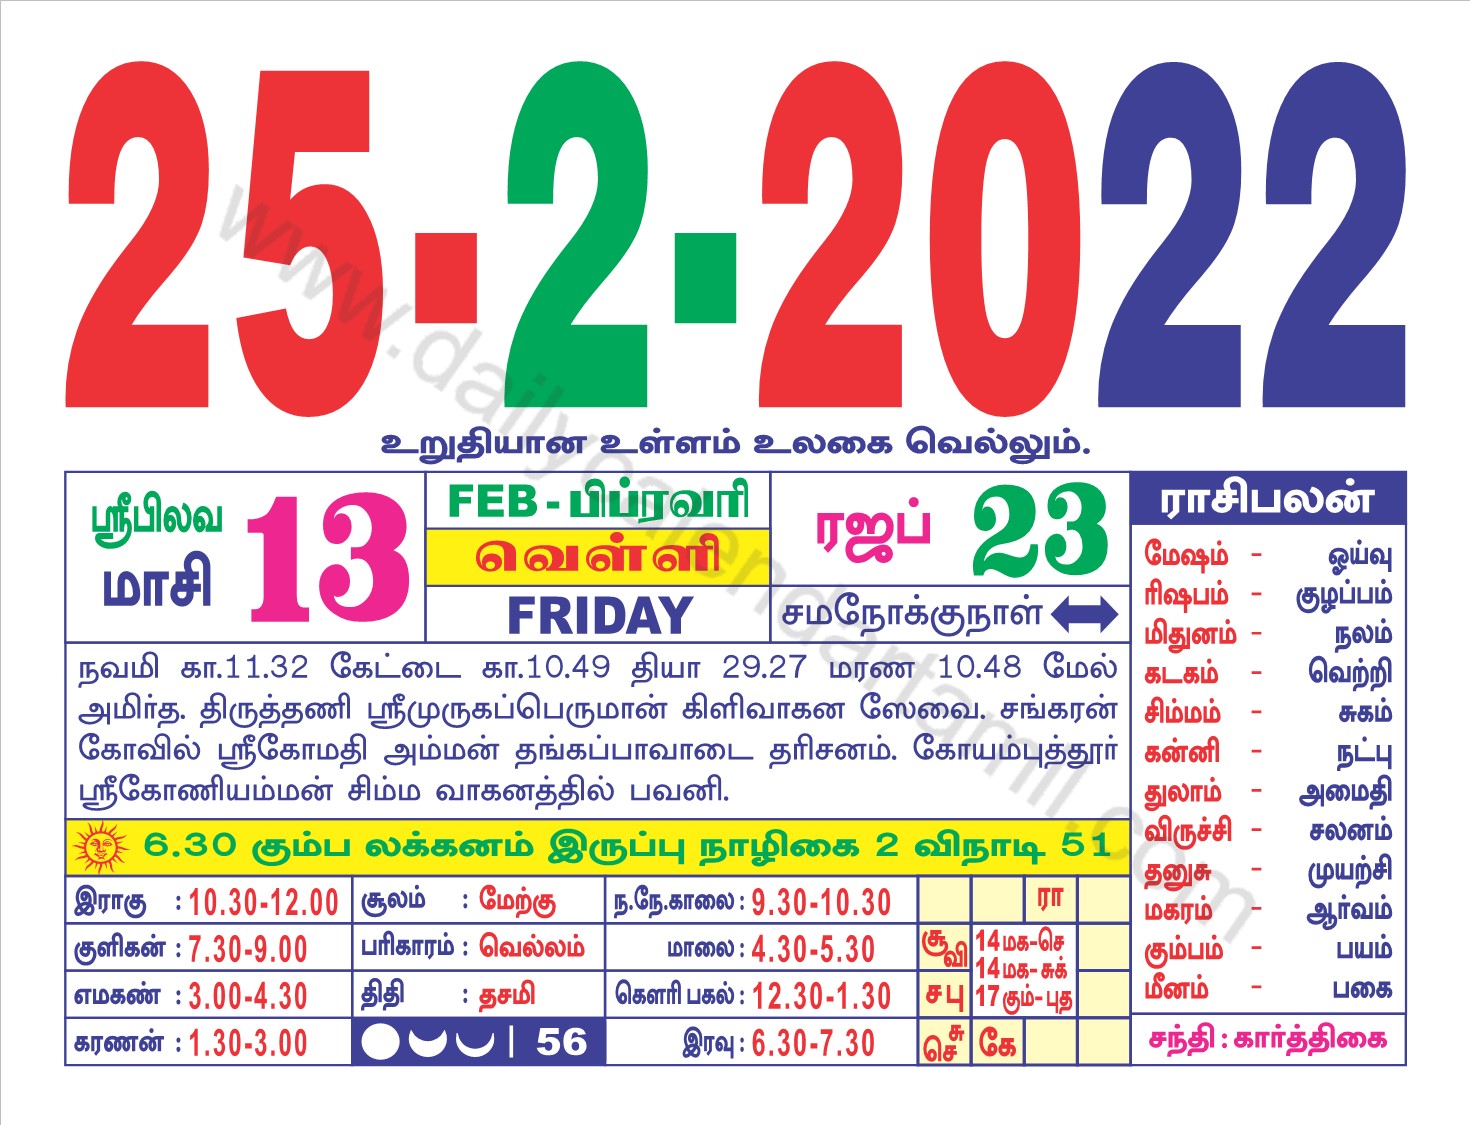 25-2-2022
உறுதியான உள்ளம் உலகை வெல்லும்.
ஸ்ரீபிலவ
மாசி 13
FEB - பிப்ரவரி
வெள்ளி
FRIDAY
ரஜப் 23
சமநோக்குநாள்
நவமி கா.11.32 கேட்டை கா.10.49 தியா 29.27 மரண 10.48 மேல்
அமிர்த. திருத்தணி ஸ்ரீமுருகப்பெருமான் கிளிவாகன ஸேவை. சங்கரன்
கோவில் ஸ்ரீகோமதி அம்மன் தங்கப்பாவாடை தரிசனம். கோயம்புத்தூர்
ஸ்ரீகோணியம்மன் சிம்ம வாகனத்தில் பவனி.
6.30 கும்ப லக்கனம் இருப்பு நாழிகை 2 விநாடி 51
இராகு : 10.30-12.00 சூலம் : மேற்கு ந.நே.காலை : 9.30-10.30
குளிகன் : 7.30-9.00 பரிகாரம் : வெல்லம் மாலை : 4.30-5.30
எமகண் : 3.00-4.30 திதி : தசமி கௌரி பகல் : 12.30-1.30
கரணன் : 1.30-3.00 | 56 இரவு : 6.30-7.30
ரா
சூ வி
14 மக-செ
14 மக-சுக்
சபு
17 கும்-புத
சு செ
கே
ராசிபலன்
மேஷம் - ஓய்வு
ரிஷபம் - குழப்பம்
மிதுனம் - நலம்
கடகம் - வெற்றி
சிம்மம் - சுகம்
கன்னி - நட்பு
துலாம் - அமைதி
விருச்சி - சலனம்
தனுசு - முயற்சி
மகரம் - ஆர்வம்
கும்பம் - பயம்
மீனம் - பகை
சந்தி : கார்த்திகை
www.dailycalendartamil.com